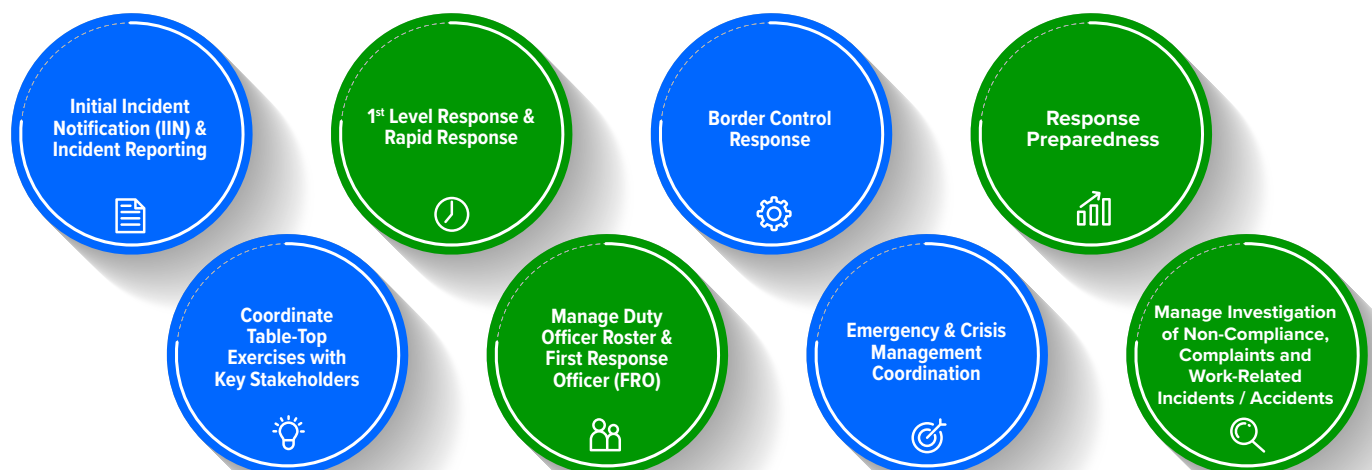 Initial Incident
Notification (IIN) &
Incident Reporting
1st Level Response &
Rapid Response
Border Control
Response
Response
Preparedness
Coordinate
Table-Top
Exercises with
Key Stakeholders
Manage Duty
Officer Roster &
First Response
Officer (FRO)
Emergency & Crisis
Management
Coordination
Manage Investigation
of Non-Compliance,
Complaints and
Work-Related
Incidents / Accidents